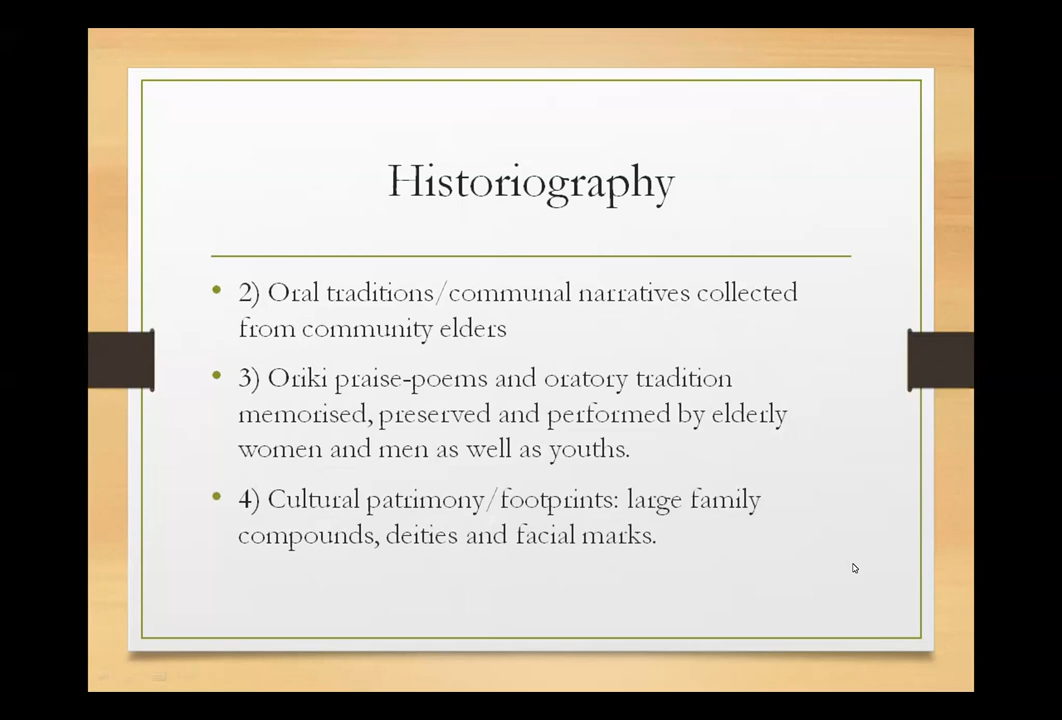 Historiography
• 2) Oral traditions/communal narratives collected
from community elders
• 3) Oriki praise-poems and oratory tradition
memorised, preserved and performed by elderly
women and men as well as youths.
• 4) Cultural patrimony/footprints: large family
compounds, deities and facial marks.